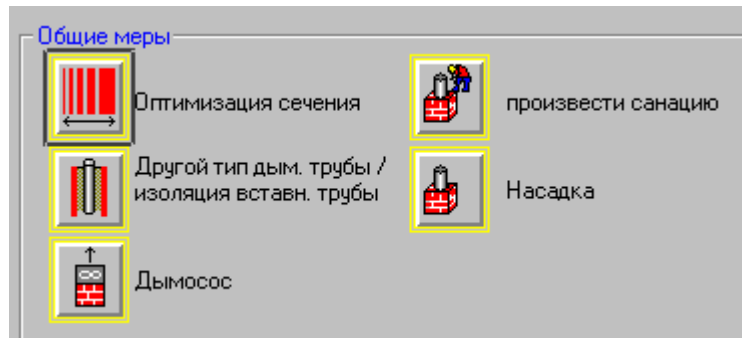 Общие меры
Оптимизация сечения
произвести санацию
Другой тип дым. трубы /
изоляция вставн. трубы
Насадка
Дымосос